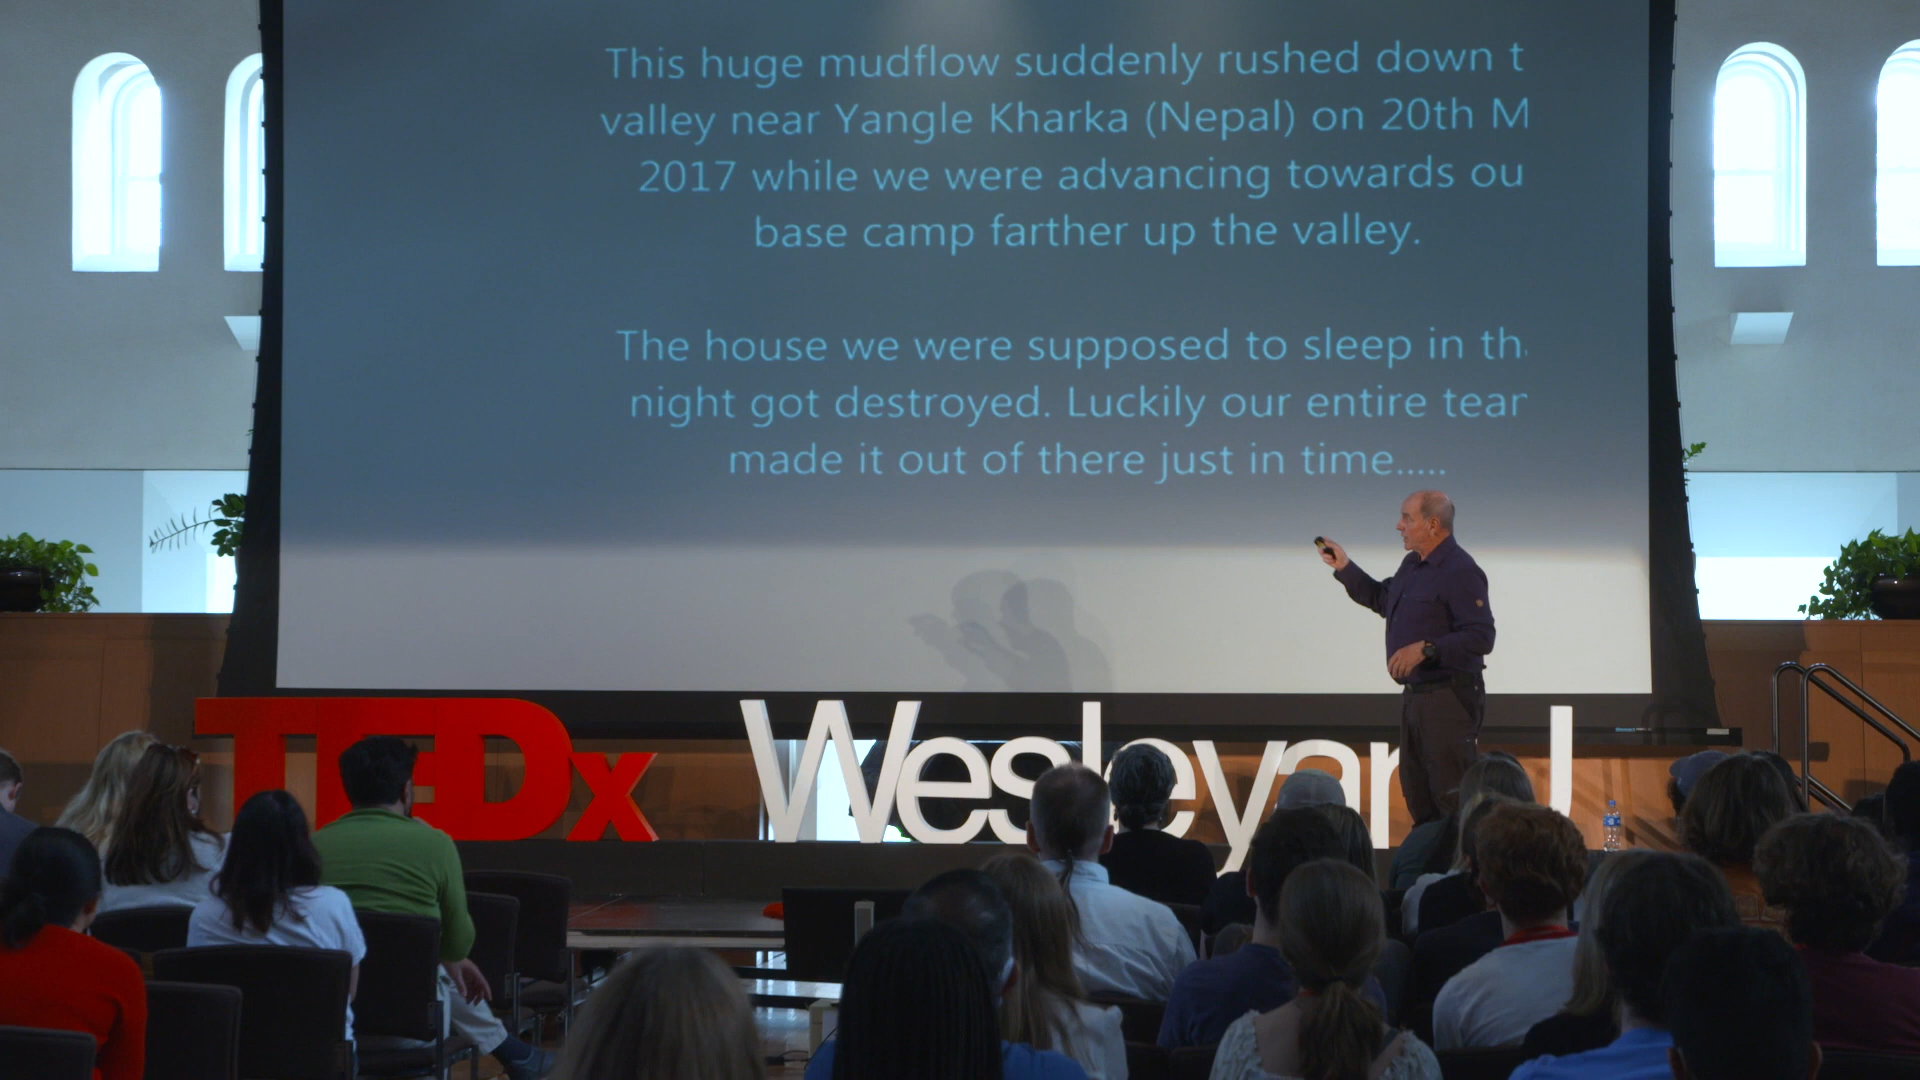 This huge mudflow suddenly rushed down t
valley near Yangle Kharka (Nepal) on 20th M
2017 while we were advancing towards ou
base camp farther up the valley.
The house we were supposed to sleep in th
night got destroyed. Luckily our entire tear
made it out of there just in time.....
TEDx Wesleyan U